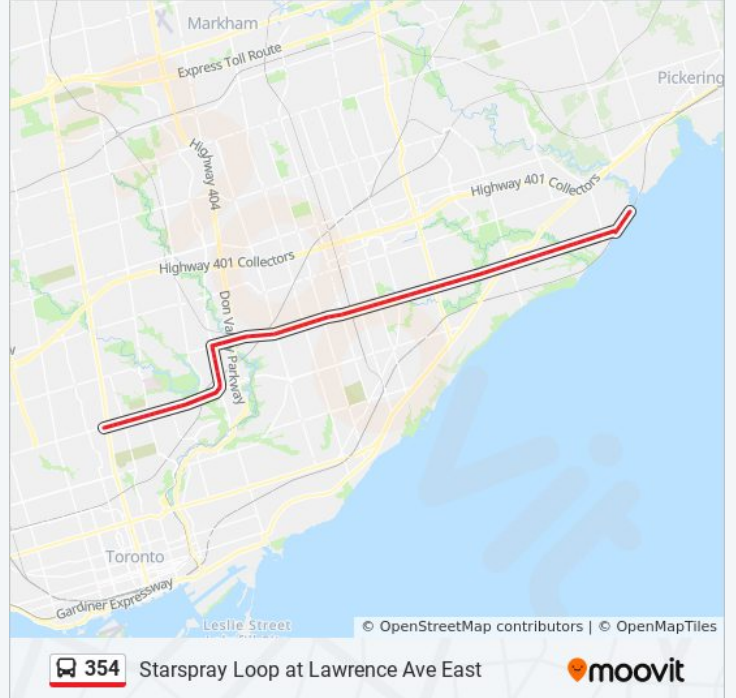 Markham
Express Toll Route
Pickering
Highway 404
Highway 401 Collectors
Highway 401 Collectors
Don Valley Parkway
Toronto
Gardiner Expressway
Leslie Street
© OpenStreetMap contributors | © OpenMapTiles
354 Starspray Loop at Lawrence Ave East
moovit